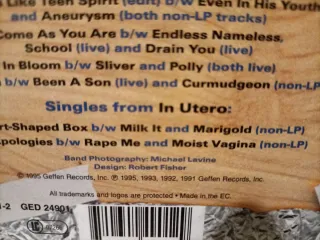 Like Teen Spirit (edit) b/w Even In His Youth
and Aneurysm (both non-LP tracks)
Come As You Are b/w Endless Nameless,
School (live) and Drain You (live)
In Bloom b/w Sliver and Polly (both live)
b/w Been A Son (live) and Curmudgeon (non-LP)
Singles from In Utero:
rt-Shaped Box b/w Milk It and Marigold (non-LP)
pologies b/w Rape Me and Moist Vagina (non-LP)
Band Photography: Michael Levine
Design: Robert Fisher
© 1995 Geffen Records, Inc. ℗ 1995, 1993, 1992, 1991 Geffen Records, Inc.
All trademarks and logos are protected • Made in the EC.
-2 GED 24901